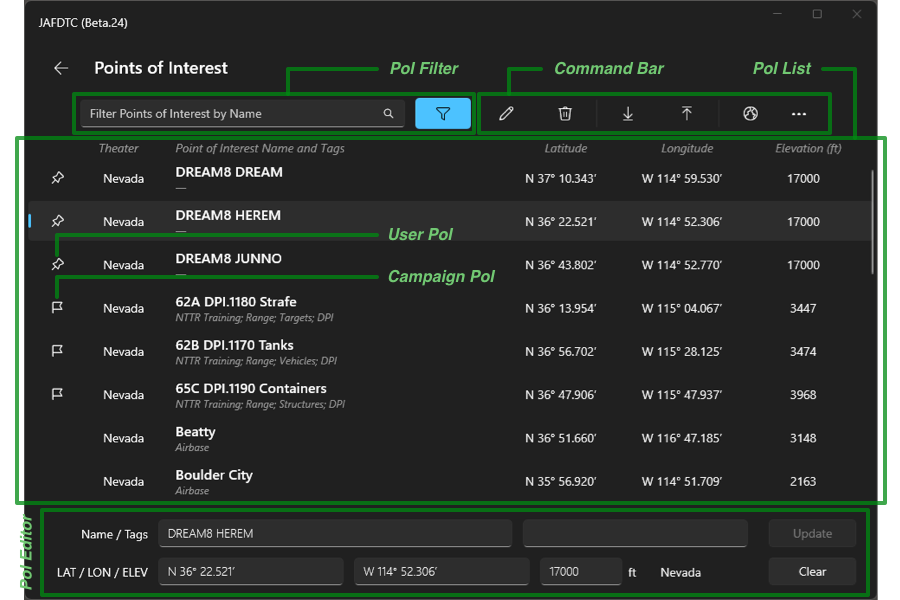 JAFDTC (Beta.24)
Points of Interest
PoI Filter
Command Bar
PoI List
Filter Points of Interest by Name
Theater Point of Interest Name and Tags Latitude Longitude Elevation (ft)
Nevada DREAM8 DREAM N 37° 10.343’ W 114° 59.530’ 17000
—
Nevada DREAM8 HEREM N 36° 22.521’ W 114° 52.306’ 17000
—
User PoI
Nevada DREAM8 JUNNO N 36° 43.802’ W 114° 52.770’ 17000
—
Campaign PoI
Nevada 62A DPI.1180 Strafe N 36° 13.954’ W 115° 04.067’ 3447
NTTR Training; Range; Targets; DPI
Nevada 62B DPI.1170 Tanks N 36° 56.702’ W 115° 28.125’ 3474
NTTR Training; Range; Vehicles; DPI
Nevada 65C DPI.1190 Containers N 36° 47.906’ W 115° 47.937’ 3968
NTTR Training; Range; Structures; DPI
Nevada Beatty N 36° 51.660’ W 116° 47.185’ 3148
Airbase
Nevada Boulder City N 35° 56.920’ W 114° 51.709’ 2163
Airbase
PoI Editor
Name / Tags DREAM8 HEREM Update
LAT / LON / ELEV N 36° 22.521’ W 114° 52.306’ 17000 ft Nevada Clear